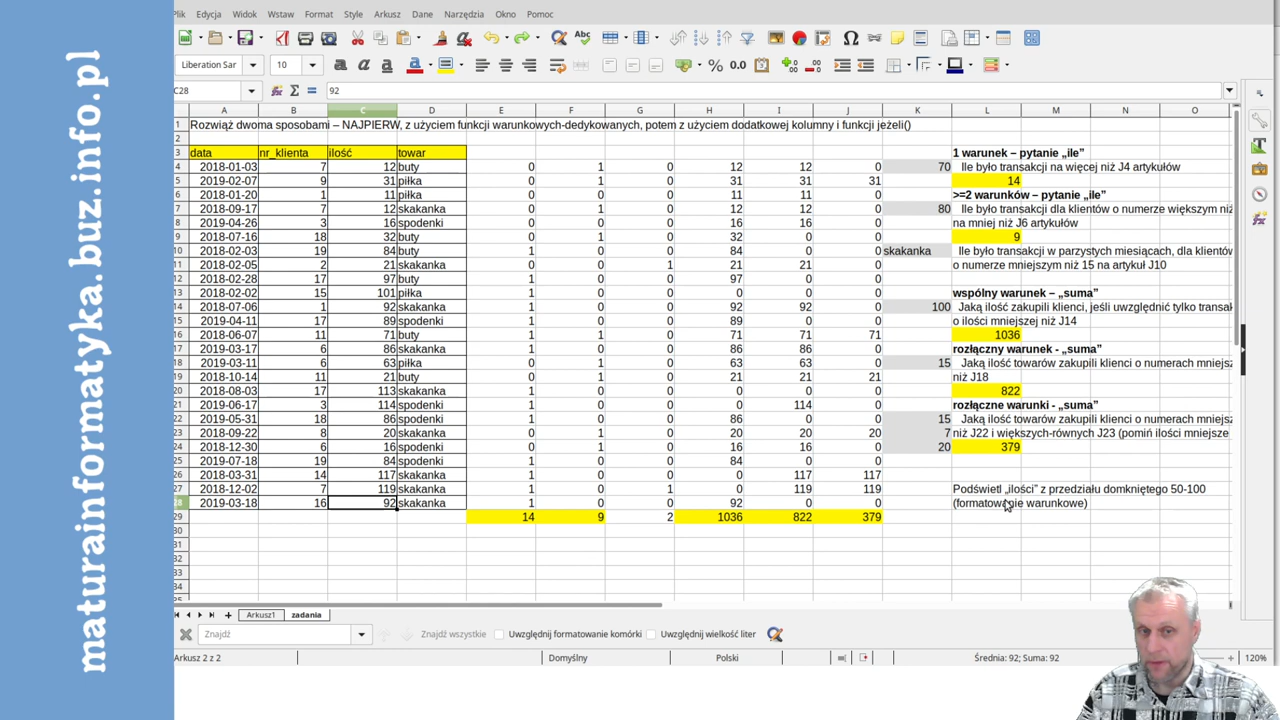 maturainformatyka.buz.info.pl
Plik Edycja Widok Wstaw Format Style Arkusz Dane Narzędzia Okno Pomoc
Liberation Sar 10
C28 92
A B C D E F G H I J K L M N O
1 Rozwiąż dwoma sposobami – NAJPIERW, z użyciem funkcji warunkowych-dedykowanych, potem z użyciem dodatkowej kolumny i funkcji jeżeli()
2
3 data nr_klienta ilość towar 1 warunek – pytanie „ile”
4 2018-01-03 7 12 buty 0 1 0 12 12 0 70 Ile było transakcji na więcej niż J4 artykułów
5 2019-02-07 9 31 piłka 0 1 0 31 31 31 14
6 2018-01-20 1 11 piłka 0 1 0 11 11 0 >=2 warunków – pytanie „ile”
7 2018-09-17 7 12 skakanka 0 1 0 12 12 0 80 Ile było transakcji dla klientów o numerze większym niż
8 2019-04-26 3 16 spodenki 0 0 0 16 16 0 na mniej niż J6 artykułów
9 2018-07-16 18 32 buty 0 1 0 32 0 0 9
10 2018-02-03 19 84 buty 1 0 0 84 0 0 skakanka Ile było transakcji w parzystych miesiącach, dla klientów
11 2018-02-05 2 21 skakanka 0 0 1 21 21 0 o numerze mniejszym niż 15 na artykuł J10
12 2018-02-28 17 97 buty 1 0 0 97 0 0
13 2018-02-02 15 101 piłka 1 0 0 0 0 0 wspólny warunek – „suma”
14 2018-07-06 1 92 skakanka 1 0 0 92 92 0 100 Jaką ilość zakupili klienci, jeśli uwzględnić tylko transak
15 2019-04-11 17 89 spodenki 1 0 0 89 0 0 o ilości mniejszej niż J14
16 2018-06-07 11 71 buty 1 0 0 71 71 71 1036
17 2019-03-17 6 86 skakanka 1 0 0 86 86 0 rozłączny warunek - „suma”
18 2019-03-11 6 63 piłka 0 1 0 63 63 0 15 Jaką ilość towarów zakupili klienci o numerach mniejsz
19 2018-10-14 11 21 buty 0 1 0 21 21 21 niż J18
20 2018-08-03 17 113 skakanka 1 0 0 0 0 0 822
21 2019-06-17 3 114 spodenki 1 0 0 0 114 0 rozłączne warunki - „suma”
22 2019-05-31 18 86 skakanka 1 0 0 86 0 0 15 Jaką ilość towarów zakupili klienci o numerach mniejsz
23 2018-09-22 8 20 skakanka 0 1 0 20 20 20 7 niż J22 i większych-równych J23 (pomiń ilości mniejsze
24 2018-12-30 6 16 spodenki 0 1 0 16 16 0 20 379
25 2019-07-18 19 84 spodenki 1 0 0 84 0 0
26 2018-03-31 14 117 skakanka 1 0 0 0 117 117
27 2018-12-02 7 119 skakanka 1 0 1 0 119 119 Podświetl „ilości” z przedziału domkniętego 50-100
28 2019-03-18 16 92 skakanka 1 0 0 92 0 0 (formatowanie warunkowe)
29 14 9 2 1036 822 379
30
31
32
33
34
Arkusz1 zadania
Znajdź Znajdź wszystkie Uwzględnij formatowanie komórki Uwzględnij wielkość liter
Arkusz 2 z 2 Domyślny Polski Średnia: 92; Suma: 92 120%